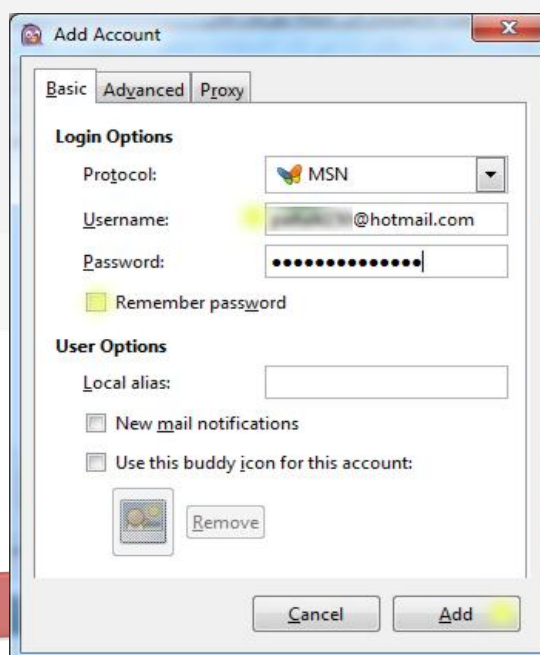 Add Account
Basic Advanced Proxy
Login Options
Protocol: MSN
Username: @hotmail.com
Password: ••••••••••••••
Remember password
User Options
Local alias:
New mail notifications
Use this buddy icon for this account:
Remove
Cancel Add